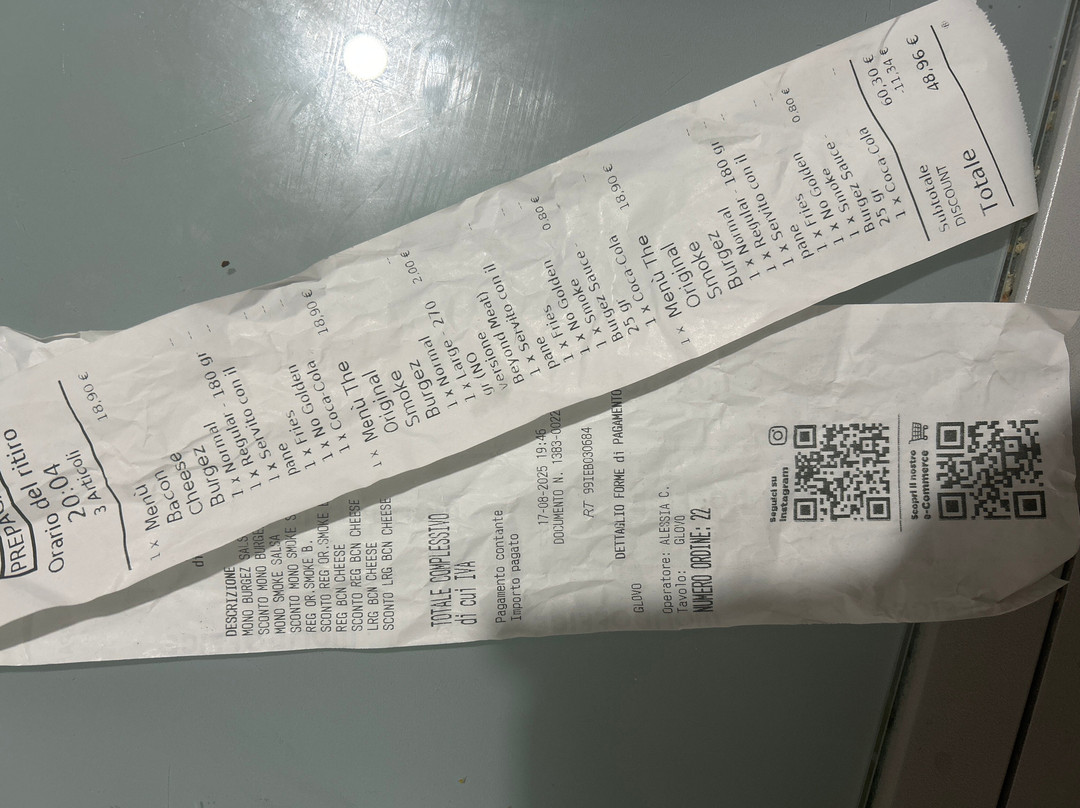 PREPA
Orario del ritiro
20:04
3 Articoli
1 x Menù 18,90 €
Bacon
Cheese
Burgez
1 x Normal --
1 x Regular - 180 gr --
1 x Servito con il --
pane
1 x Fries --
1 x No Golden --
1 x Coca Cola --
1 x Menù The 18,90 €
Original
Smoke
Burgez
1 x Normal --
1 x Large 270 2,00 €
gr (NO
versione
Beyond Meat)
1 x Servito con il --
pane
1 x Fries --
1 x No Golden --
1 x Smoke 0,80 €
Burgez Sauce -
25 gr
1 x Coca Cola --
1 x Menù The 18,90 €
Original
Smoke
Burgez
1 x Normal --
1 x Regular - 180 gr --
1 x Servito con il --
pane
1 x Fries --
1 x No Golden --
1 x Smoke 0,80 €
Burgez Sauce -
25 gr
1 x Coca Cola --
Subtotale 60,30 €
DISCOUNT -11,34 €
Totale 48,96 €
di
DESCRIZIONE
MONO BURGEZ SALS
SCONTO MONO BURGE
MONO SMOKE SALSA
SCONTO MONO SMOKE S
REG OR.SMOKE B.
SCONTO REG OR.SMOKE
REG BCN CHEESE
SCONTO REG BCN CHEESE
LRG BCN CHEESE
SCONTO LRG BCN CHEESE
TOTALE COMPLESSIVO
di cui IVA
Pagamento contante
Importo pagato
17-08-2025 19:46
DOCUMENTO N. 1383-0022
RT 99IEB030684
DETTAGLIO FORME di PAGAMENTO
GLOVO
Operatore: ALESSIA C.
Tavolo: GLOVO
NUMERO ORDINE: 22
Seguici su
Instagram
Scopri il nostro
e-Commerce